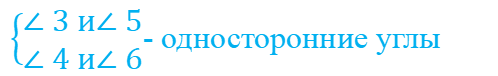 {∠ 3 и∠ 5
∠ 4 и∠ 6 - односторонние углы